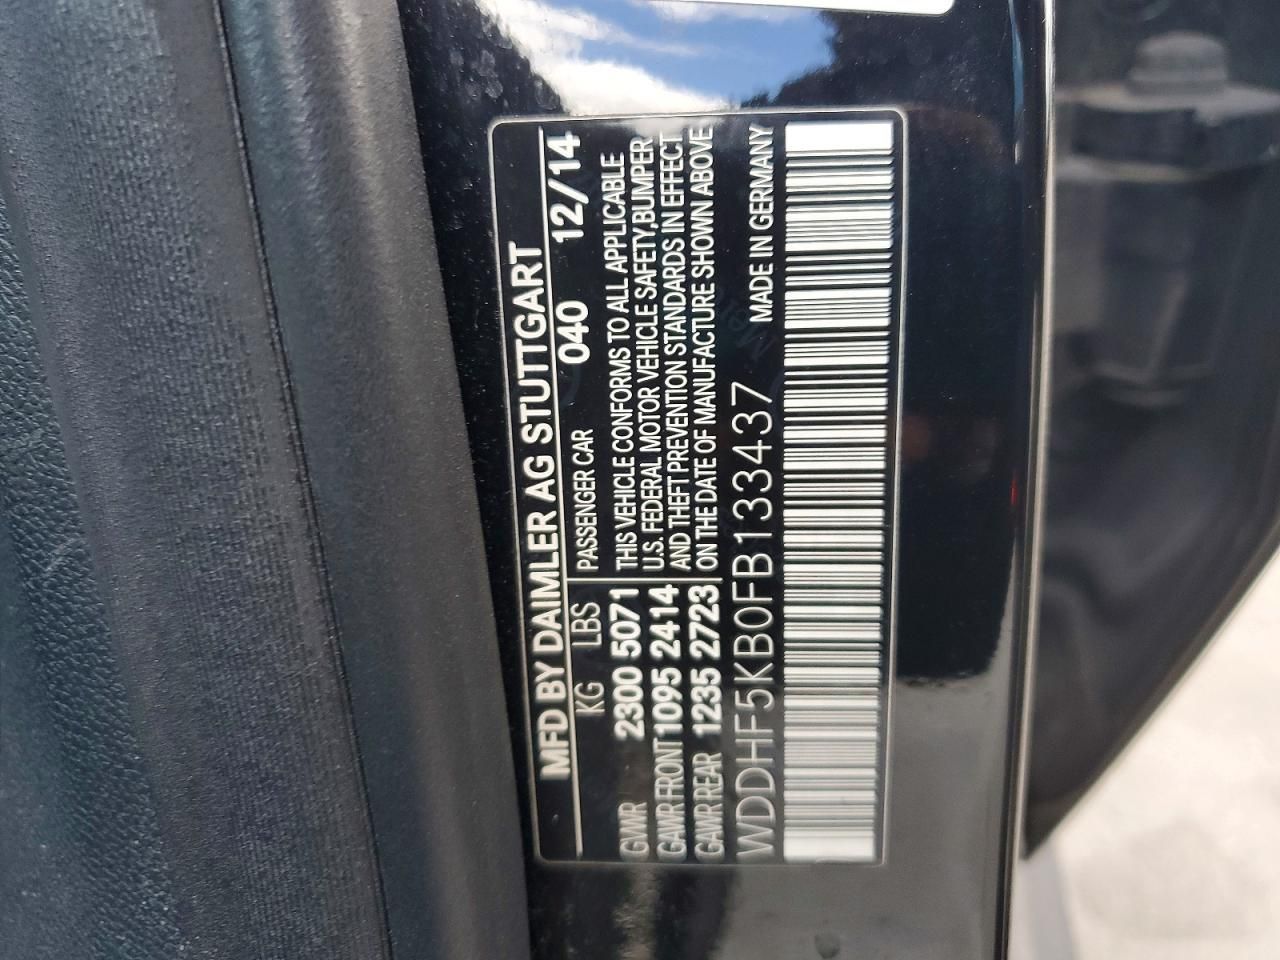 MFD BY DAIMLER AG STUTTGART
KG LBS PASSENGER CAR 040 12/14
GVWR 2300 5071 THIS VEHICLE CONFORMS TO ALL APPLICABLE
GAWR FRONT 1095 2414 U.S. FEDERAL MOTOR VEHICLE SAFETY,BUMPER
GAWR REAR 1235 2723 AND THEFT PREVENTION STANDARDS IN EFFECT
ON THE DATE OF MANUFACTURE SHOWN ABOVE
WDDHF5KB0FB133437 MADE IN GERMANY